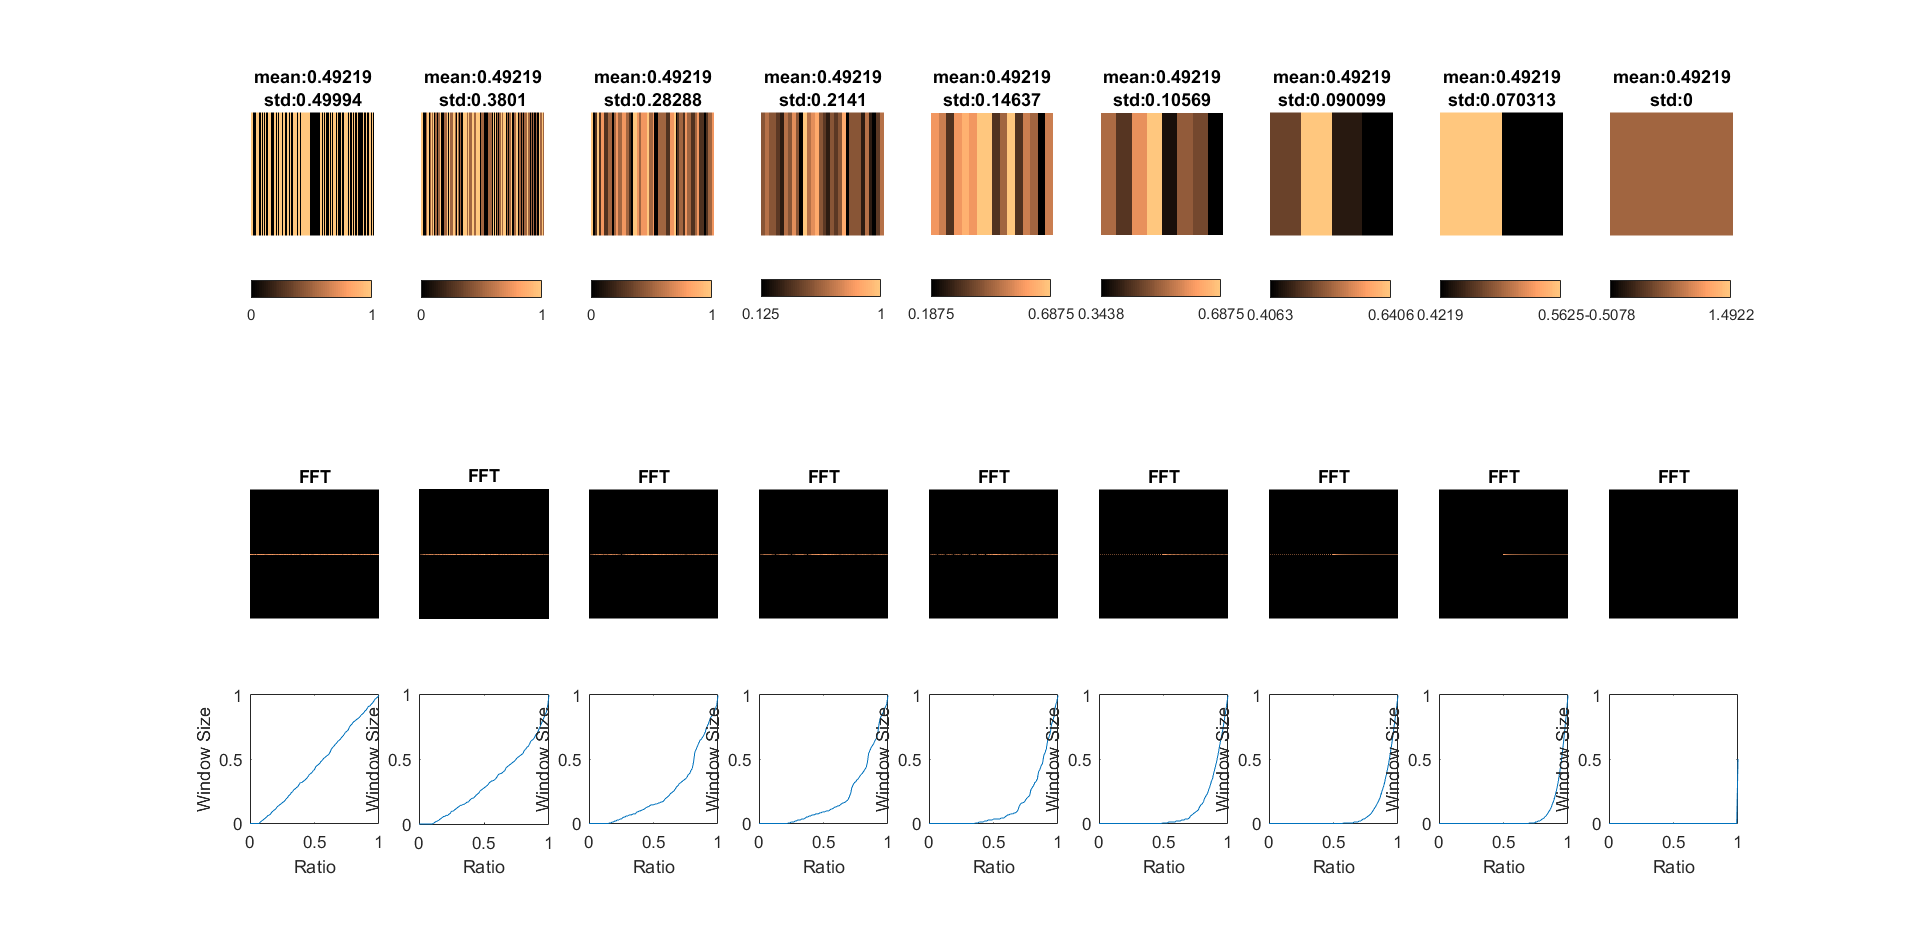 mean:0.49219 mean:0.49219 mean:0.49219 mean:0.49219 mean:0.49219 mean:0.49219 mean:0.49219 mean:0.49219 mean:0.49219
std:0.49994 std:0.3801 std:0.28288 std:0.2141 std:0.14637 std:0.10569 std:0.090099 std:0.070313 std:0
0 1 0 1 0 1 0.125 1 0.1875 0.6875 0.3438 0.6875 0.4063 0.6406 0.4219 0.5625 -0.5078 1.4922
FFT FFT FFT FFT FFT FFT FFT FFT FFT
1 1 1 1 1 1 1 1 1
Window Size Window Size Window Size Window Size Window Size Window Size Window Size Window Size Window Size
0.5 0.5 0.5 0.5 0.5 0.5 0.5 0.5 0.5
0 0 0 0 0 0 0 0 0
0 0.5 1 0 0.5 1 0 0.5 1 0 0.5 1 0 0.5 1 0 0.5 1 0 0.5 1 0 0.5 1 0 0.5 1
Ratio Ratio Ratio Ratio Ratio Ratio Ratio Ratio Ratio